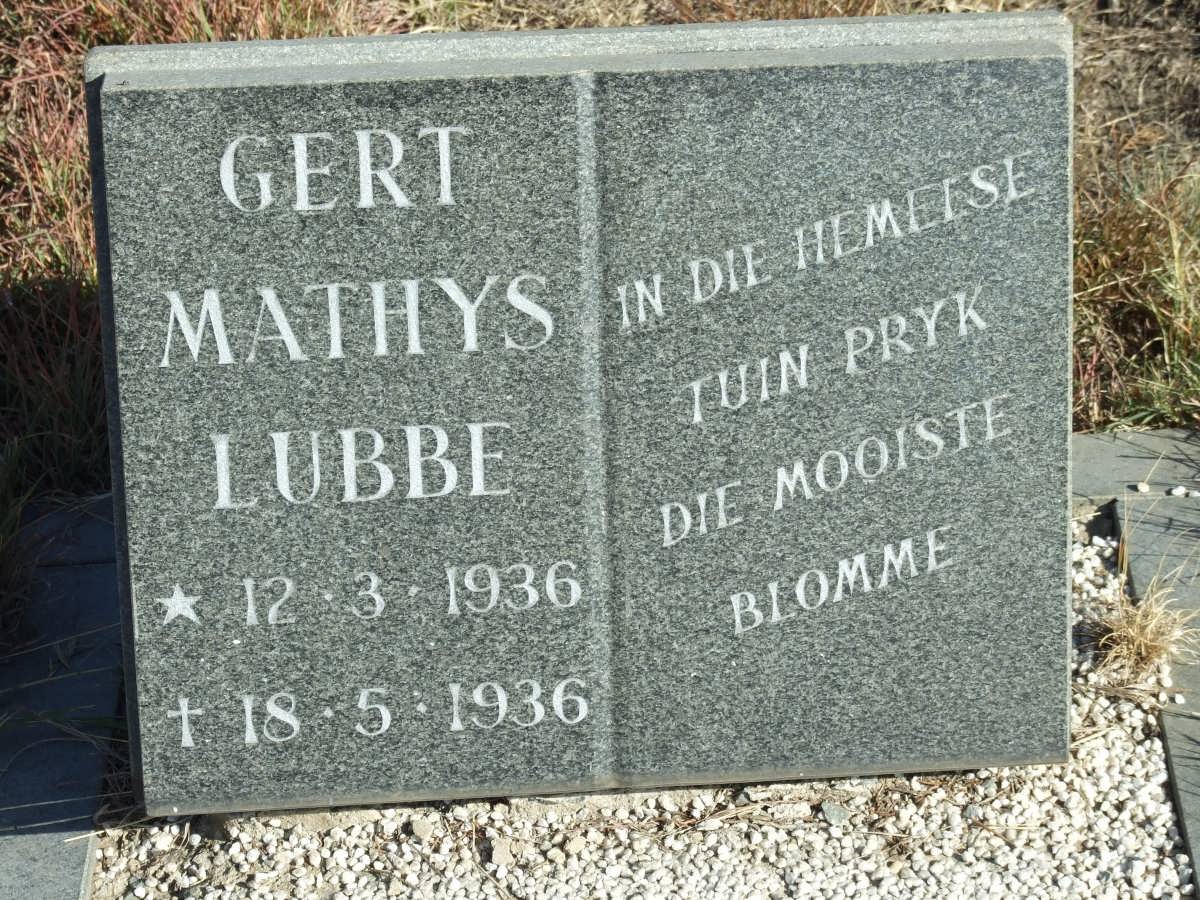 GERT
MATHYS
LUBBE
★ 12·3·1936
† 18·5·1936
IN DIE HEMELSE
TUIN PRYK
DIE MOOISTE
BLOMME